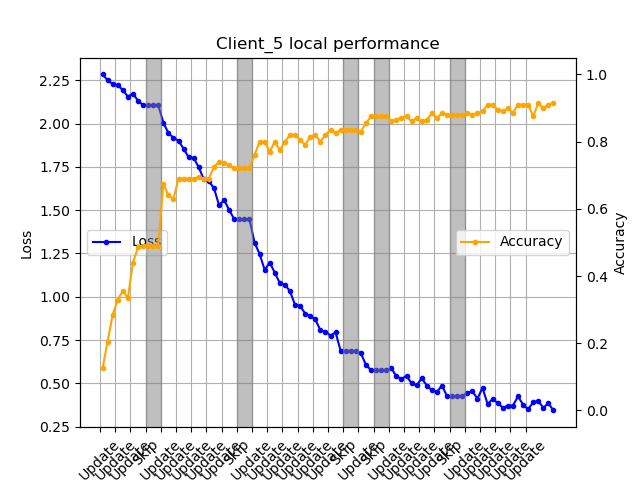 Client_5 local performance
Loss
2.25
2.00
1.75
1.50
1.25
1.00
0.75
0.50
0.25
Loss
Accuracy
1.0
0.8
0.6
0.4
0.2
0.0
Accuracy
Update
Update
Update
Skip
Update
Update
Update
Update
Update
Skip
Update
Update
Update
Update
Update
Update
Skip
Update
Skip
Update
Update
Update
Update
Skip
Update
Update
Update
Update
Update